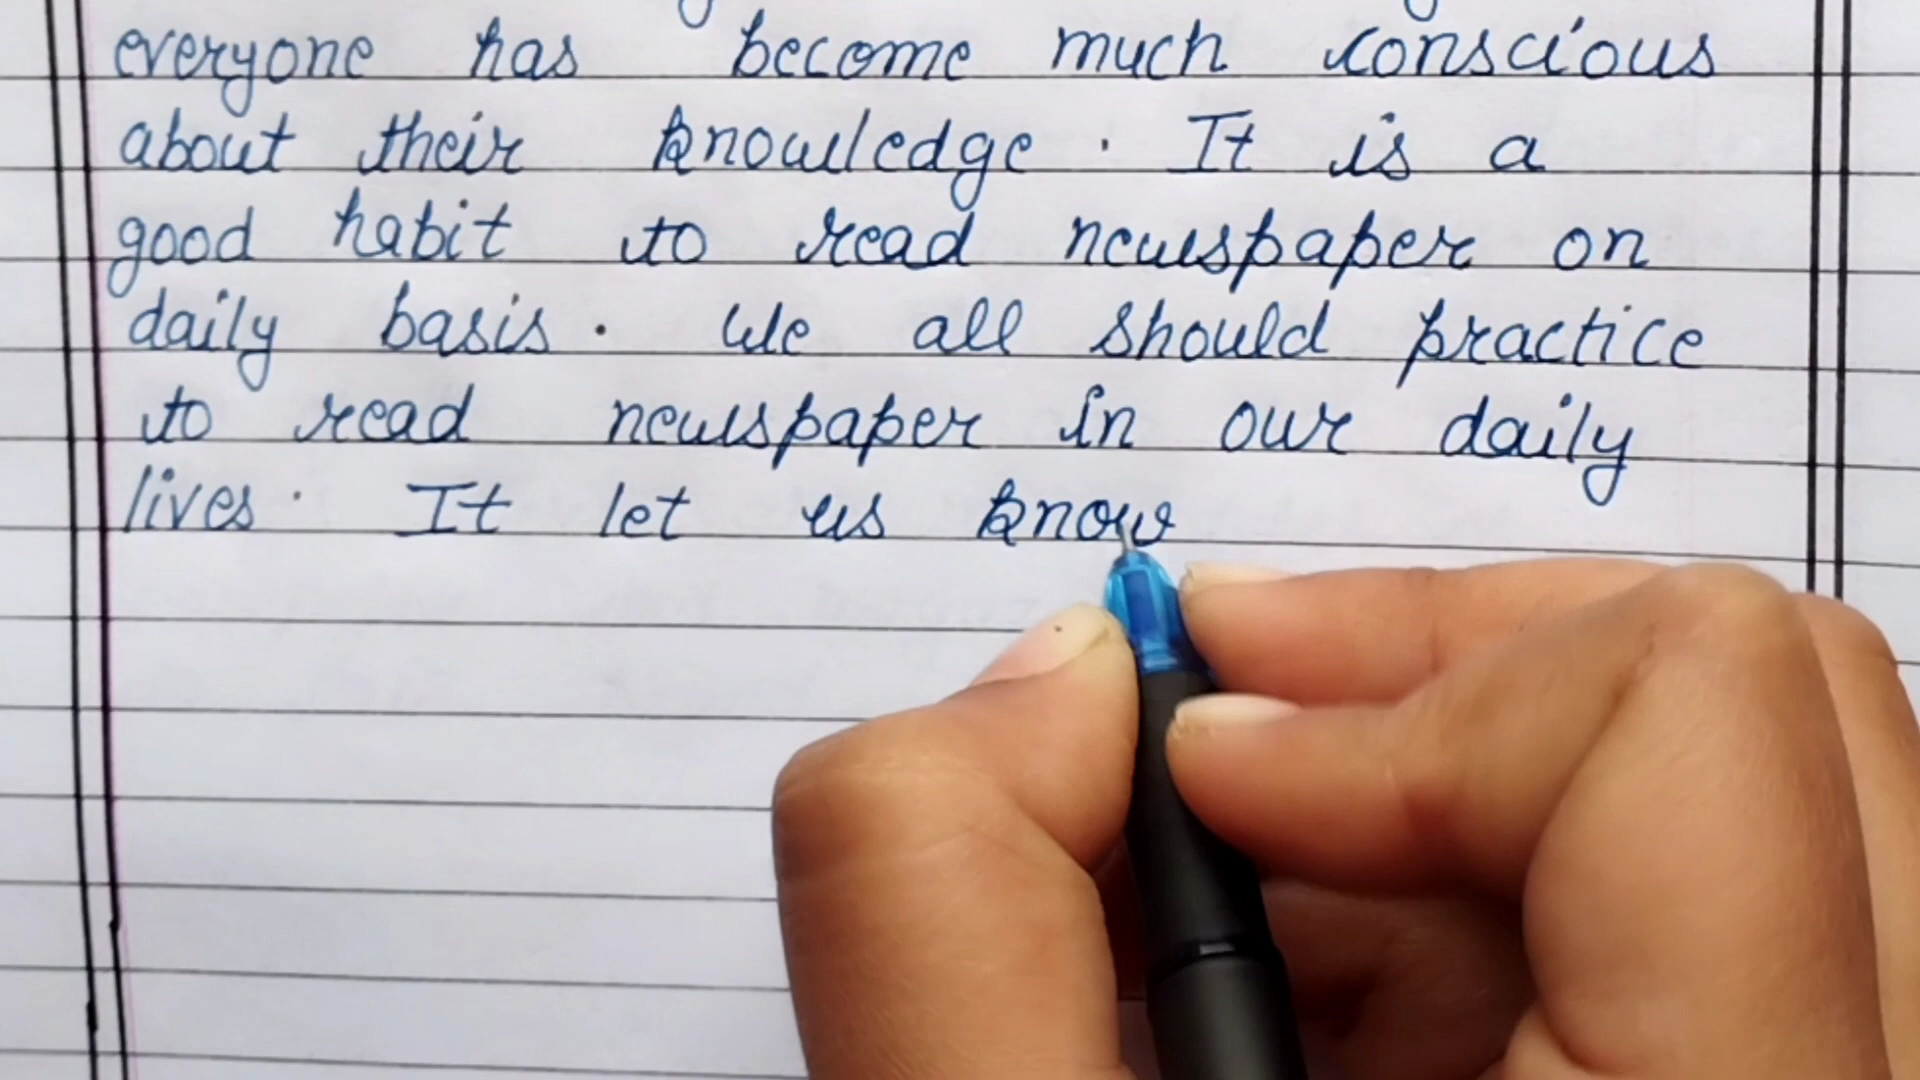 everyone has become much conscious
about their knowledge. It is a
good habit to read newspaper on
daily basis. We all should practice
to read newspaper in our daily
lives. It let us know